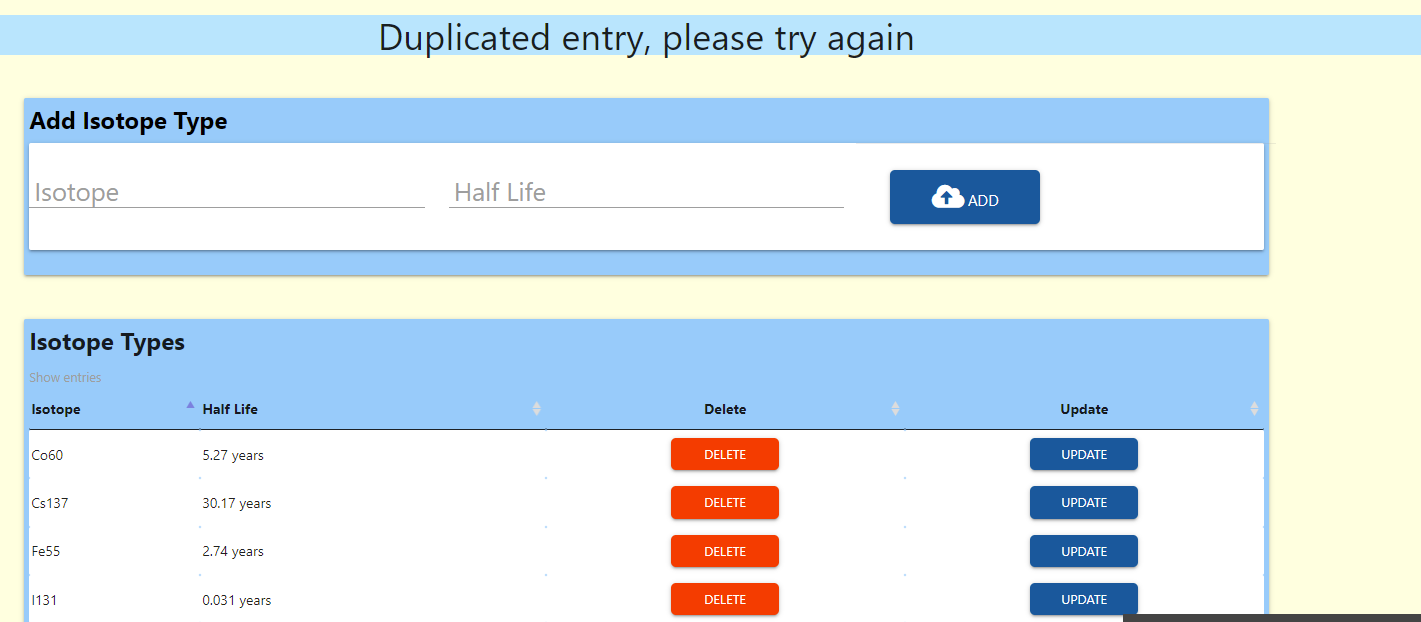 Duplicated entry, please try again
Add Isotope Type
Isotope Half Life ADD
Isotope Types
Show entries
Isotope Half Life Delete Update
Co60 5.27 years DELETE UPDATE
Cs137 30.17 years DELETE UPDATE
Fe55 2.74 years DELETE UPDATE
I131 0.031 years DELETE UPDATE